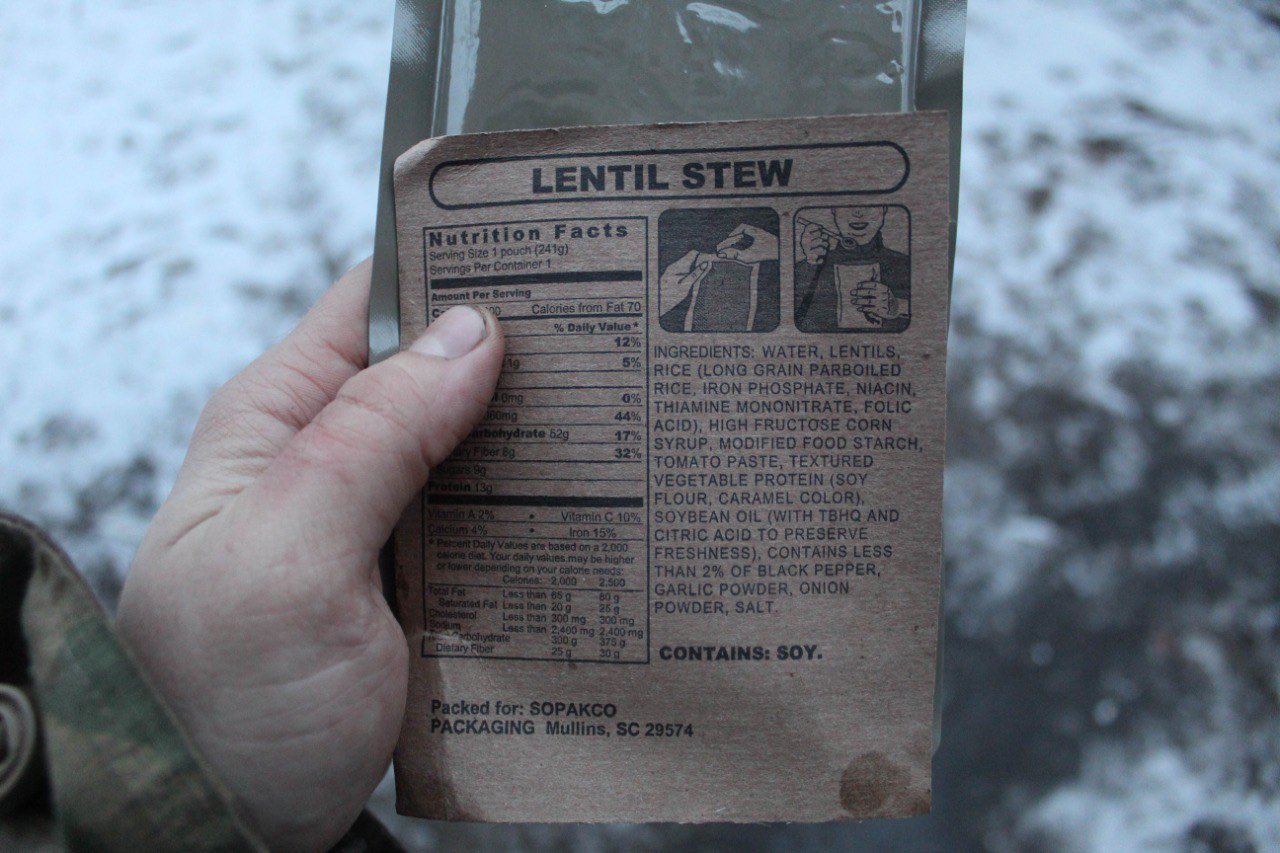 LENTIL STEW
Nutrition Facts
Serving Size 1 pouch (241g)
Servings Per Container 1
Amount Per Serving
Calories from Fat 70
% Daily Value*
12%
1g 5%
0mg 0%
44%
52g 17%
Fiber 8g 32%
Sugars 9g
Protein 13g
Vitamin A 2% • Vitamin C 10%
Calcium 4% • Iron 15%
* Percent Daily Values are based on a 2,000
calorie diet. Your daily values may be higher
or lower depending on your calorie needs:
Calories: 2,000 2,500
Total Fat Less than 65 g 80 g
Saturated Fat Less than 20 g 25 g
Cholesterol Less than 300 mg 300 mg
Sodium Less than 2,400 mg 2,400 mg
Carbohydrate 300 g 375 g
Dietary Fiber 25 g 30 g
INGREDIENTS: WATER, LENTILS,
RICE (LONG GRAIN PARBOILED
RICE, IRON PHOSPHATE, NIACIN,
THIAMINE MONONITRATE, FOLIC
ACID), HIGH FRUCTOSE CORN
SYRUP, MODIFIED FOOD STARCH,
TOMATO PASTE, TEXTURED
VEGETABLE PROTEIN (SOY
FLOUR, CARAMEL COLOR),
SOYBEAN OIL (WITH TBHQ AND
CITRIC ACID TO PRESERVE
FRESHNESS), CONTAINS LESS
THAN 2% OF BLACK PEPPER,
GARLIC POWDER, ONION
POWDER, SALT.
CONTAINS: SOY.
Packed for: SOPAKCO
PACKAGING Mullins, SC 29574